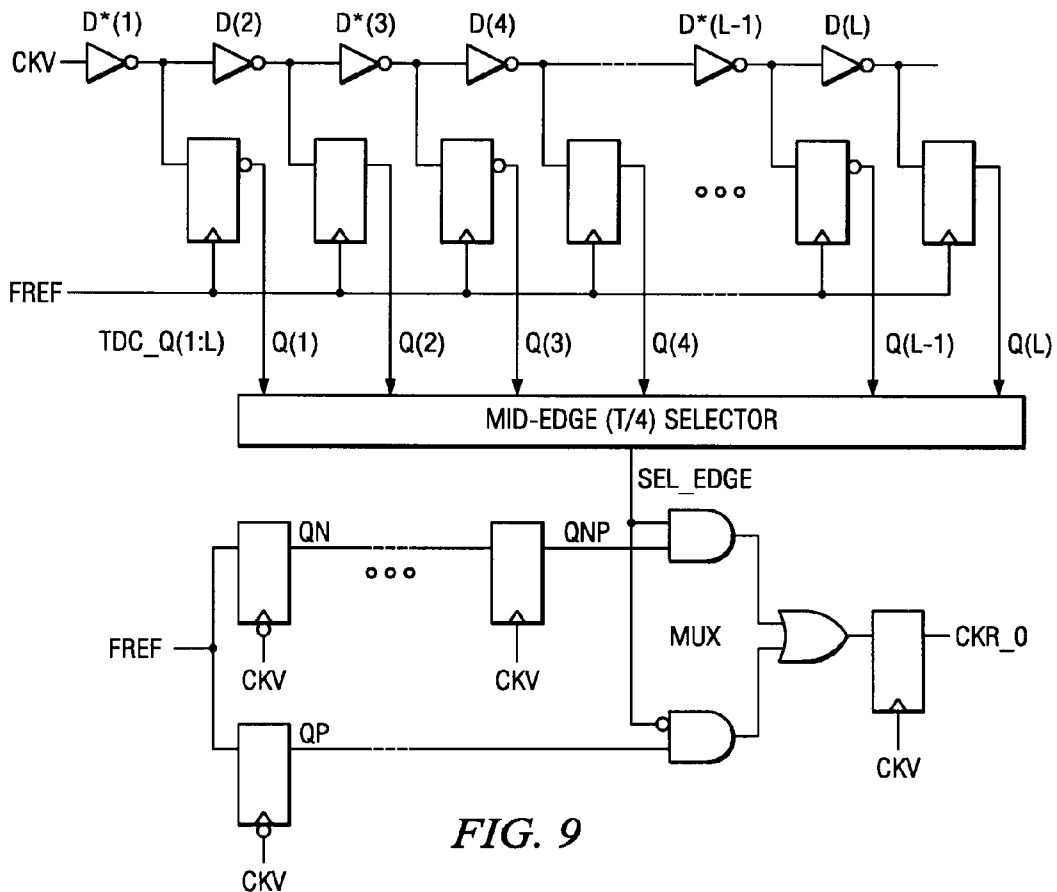 D*(1) D(2) D*(3) D(4) D*(L-1) D(L)
CKV
FREF
TDC_Q(1:L) Q(1) Q(2) Q(3) Q(4) Q(L-1) Q(L)
MID-EDGE (T/4) SELECTOR
SEL_EDGE
QN QNP
FREF MUX CKR_0
CKV CKV
QP
CKV
CKV
FIG. 9